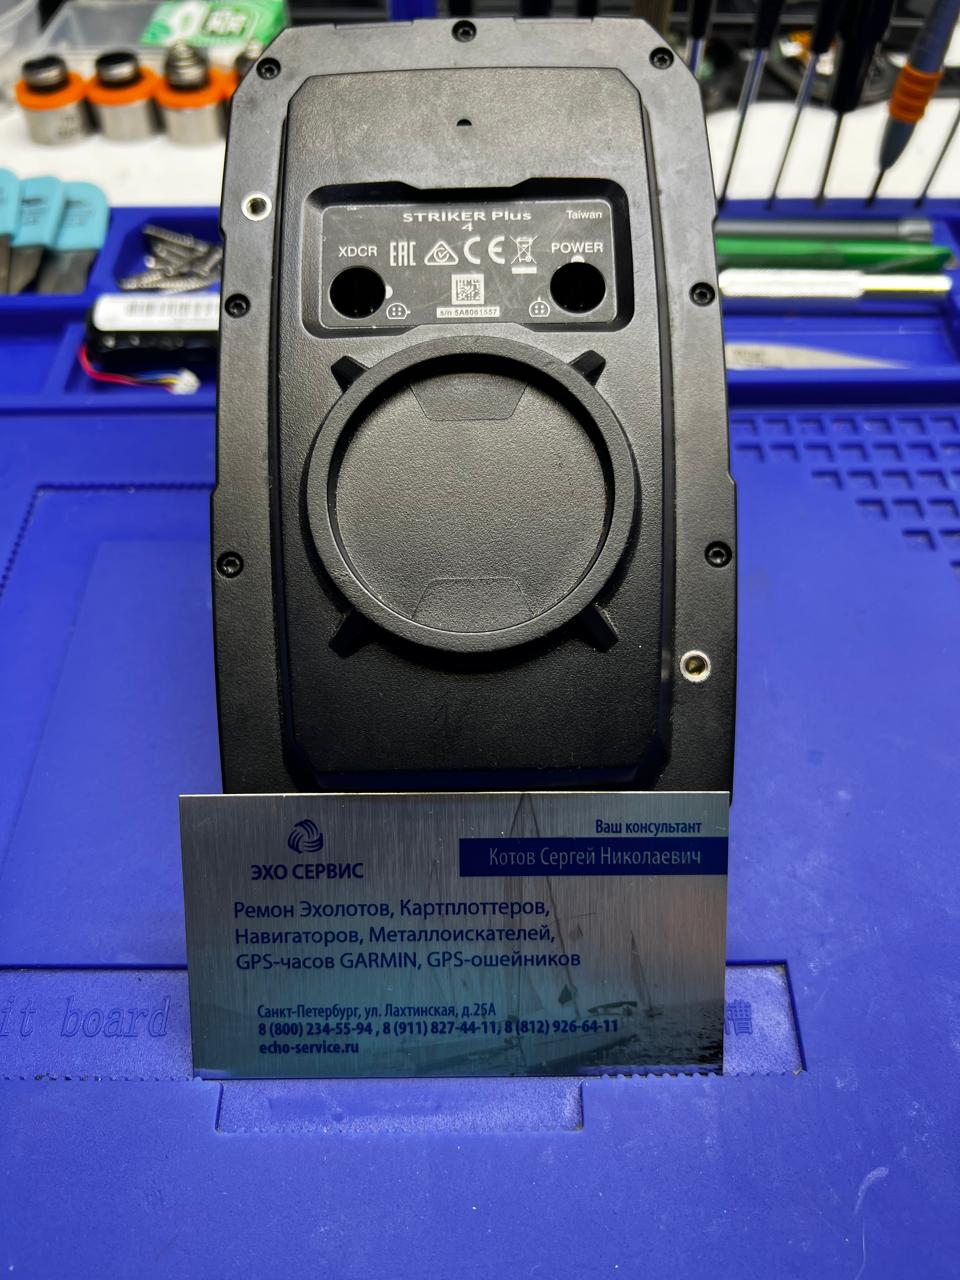 STRIKER Plus
4
Taiwan
XDCR
EAC
CE
POWER
s/n 5A8061557
Ваш консультант
Котов Сергей Николаевич
ЭХО СЕРВИС
Ремон Эхолотов, Картплоттеров,
Навигаторов, Металлоискателей,
GPS-часов GARMIN, GPS-ошейников
Санкт-Петербург, ул. Лахтинская, д.25А
8 (800) 234-55-94 , 8 (911) 827-44-11, 8 (812) 926-64-11
echo-service.ru
it board
槽